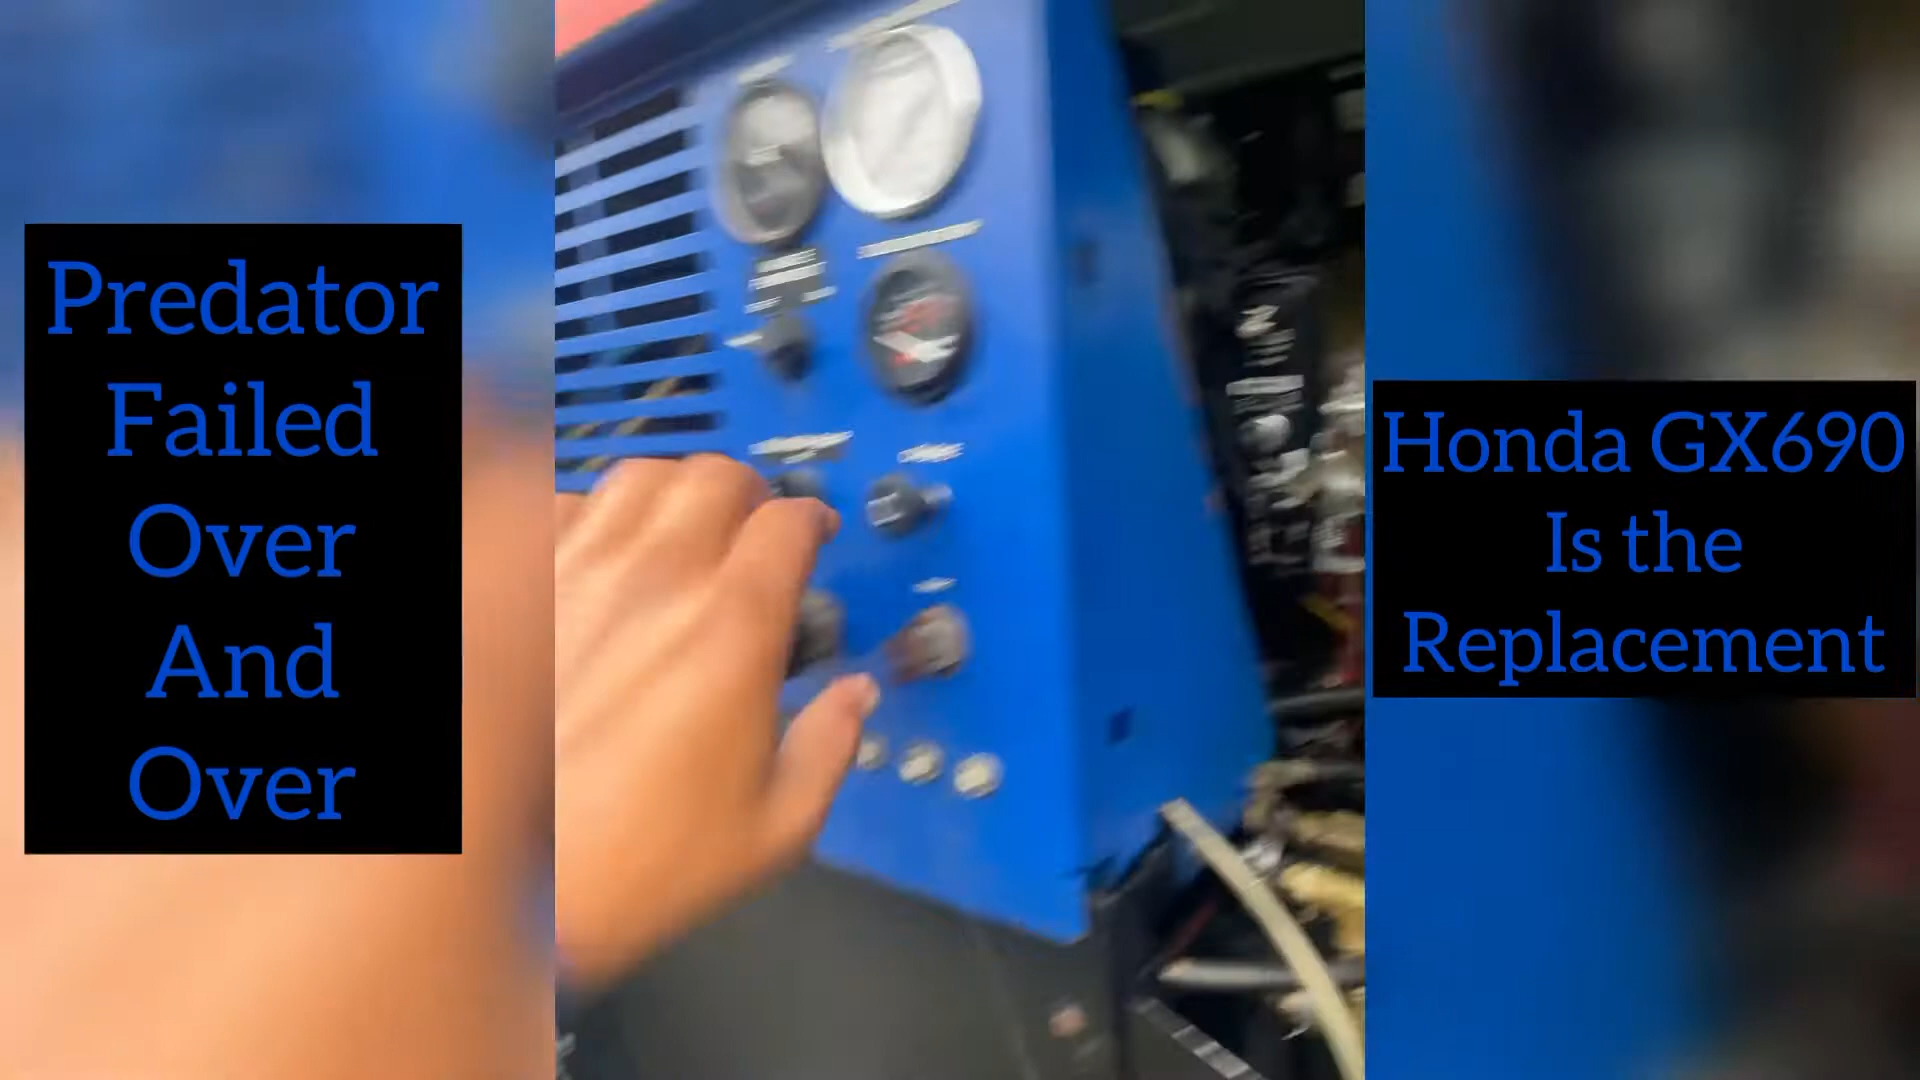 Predator
Failed
Over
And
Over
Honda GX690
Is the
Replacement